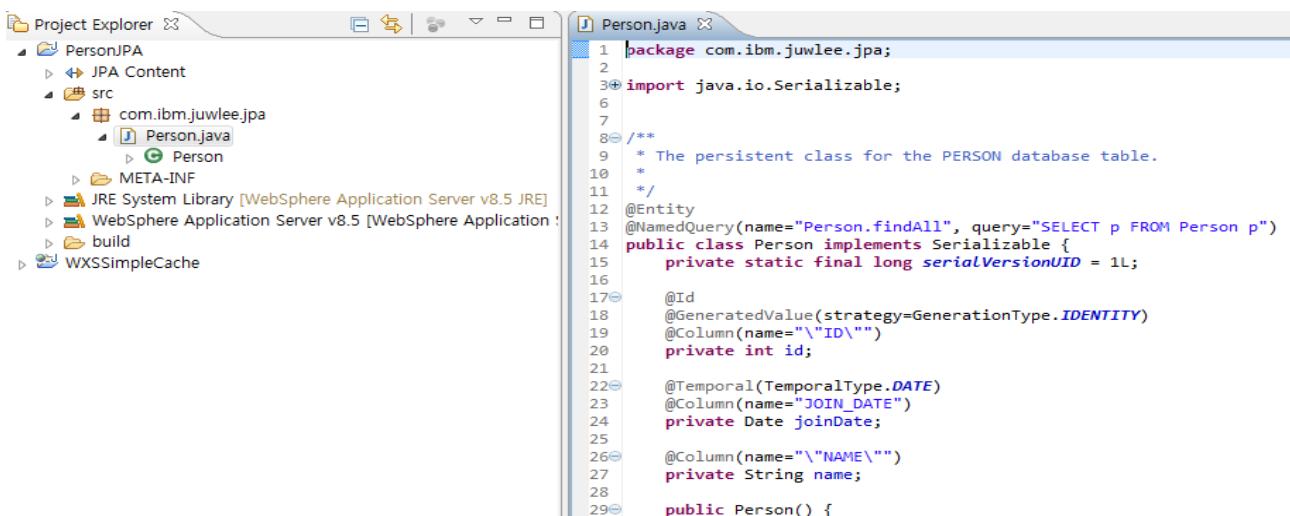 Project Explorer
PersonJPA
JPA Content
src
com.ibm.juwlee.jpa
Person.java
Person
META-INF
JRE System Library [WebSphere Application Server v8.5 JRE]
WebSphere Application Server v8.5 [WebSphere Application
build
WXSSimpleCache
Person.java
1 package com.ibm.juwlee.jpa;
2
3 import java.io.Serializable;
6
7
8 /**
9 * The persistent class for the PERSON database table.
10 *
11 */
12 @Entity
13 @NamedQuery(name="Person.findAll", query="SELECT p FROM Person p")
14 public class Person implements Serializable {
15 private static final long serialVersionUID = 1L;
16
17 @Id
18 @GeneratedValue(strategy=GenerationType.IDENTITY)
19 @Column(name="\"ID\"")
20 private int id;
21
22 @Temporal(TemporalType.DATE)
23 @Column(name="JOIN_DATE")
24 private Date joinDate;
25
26 @Column(name="\"NAME\"")
27 private String name;
28
29 public Person() {